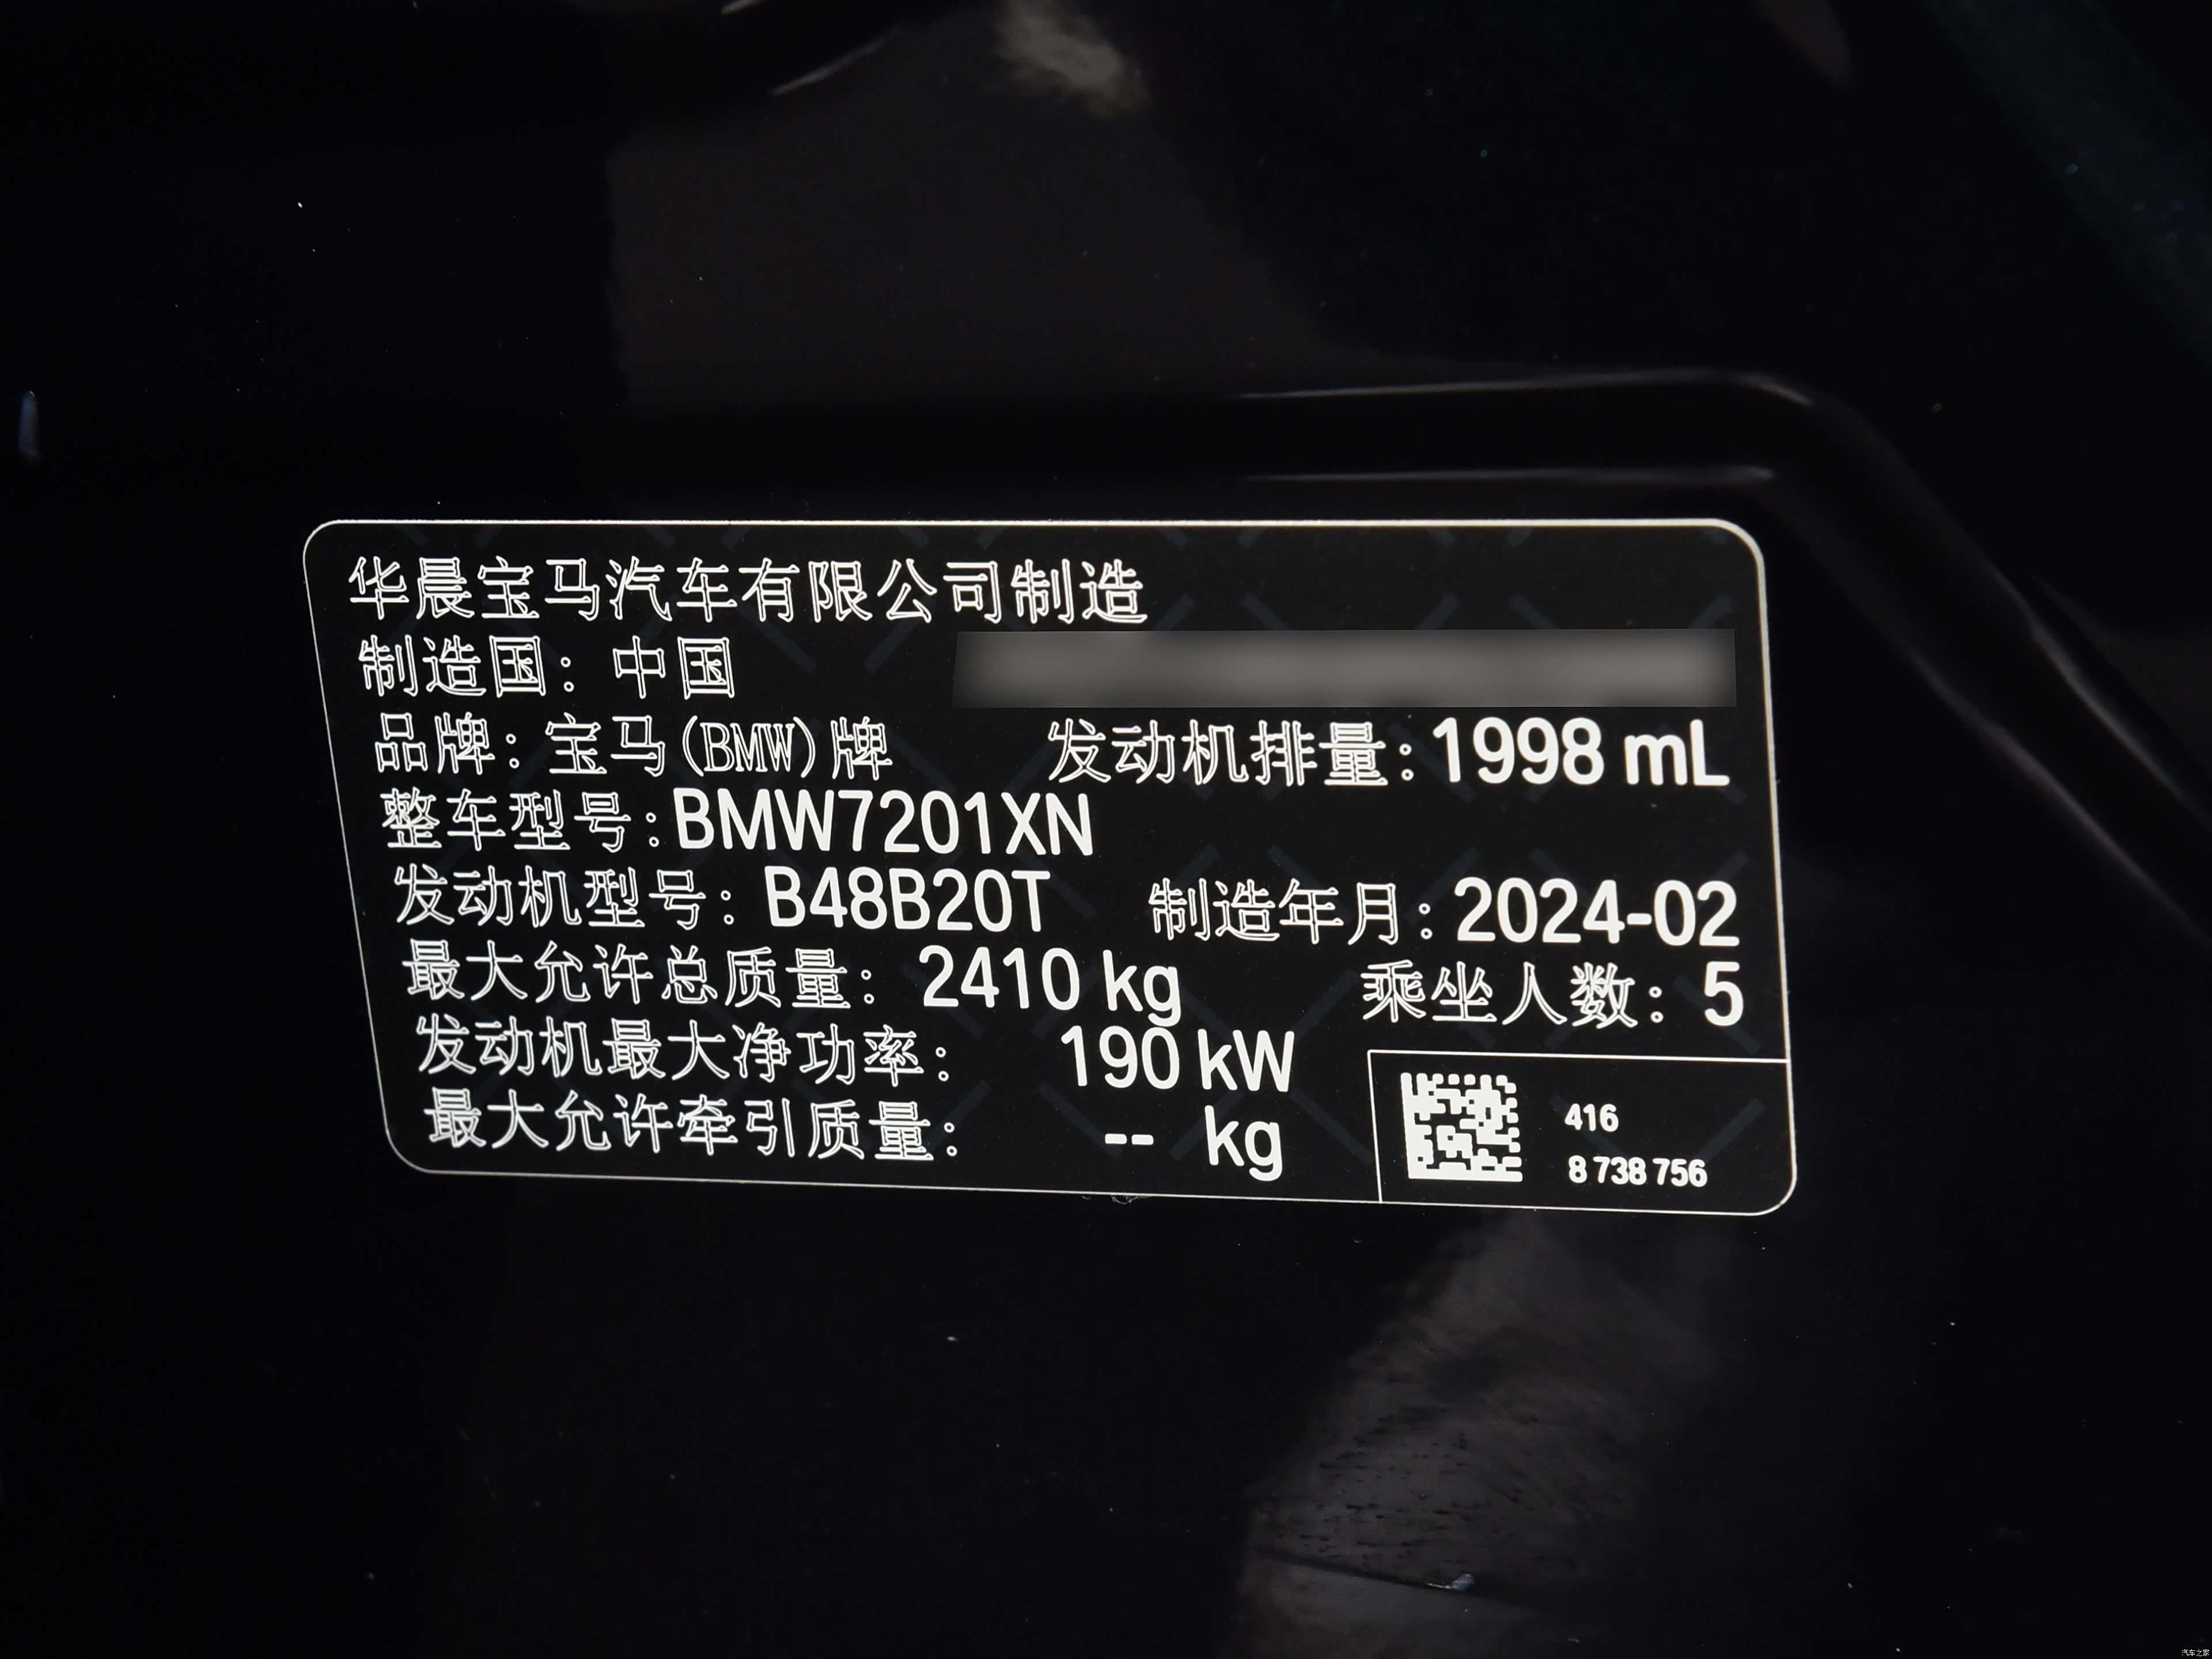 华晨宝马汽车有限公司制造
制造国：中国
品牌：宝马(BMW)牌 发动机排量：1998 mL
整车型号：BMW7201XN
发动机型号：B48B20T 制造年月：2024-02
最大允许总质量：2410 kg 乘坐人数：5
发动机最大净功率：190 kW
最大允许牵引质量：-- kg
416
8 738 756
汽车之家